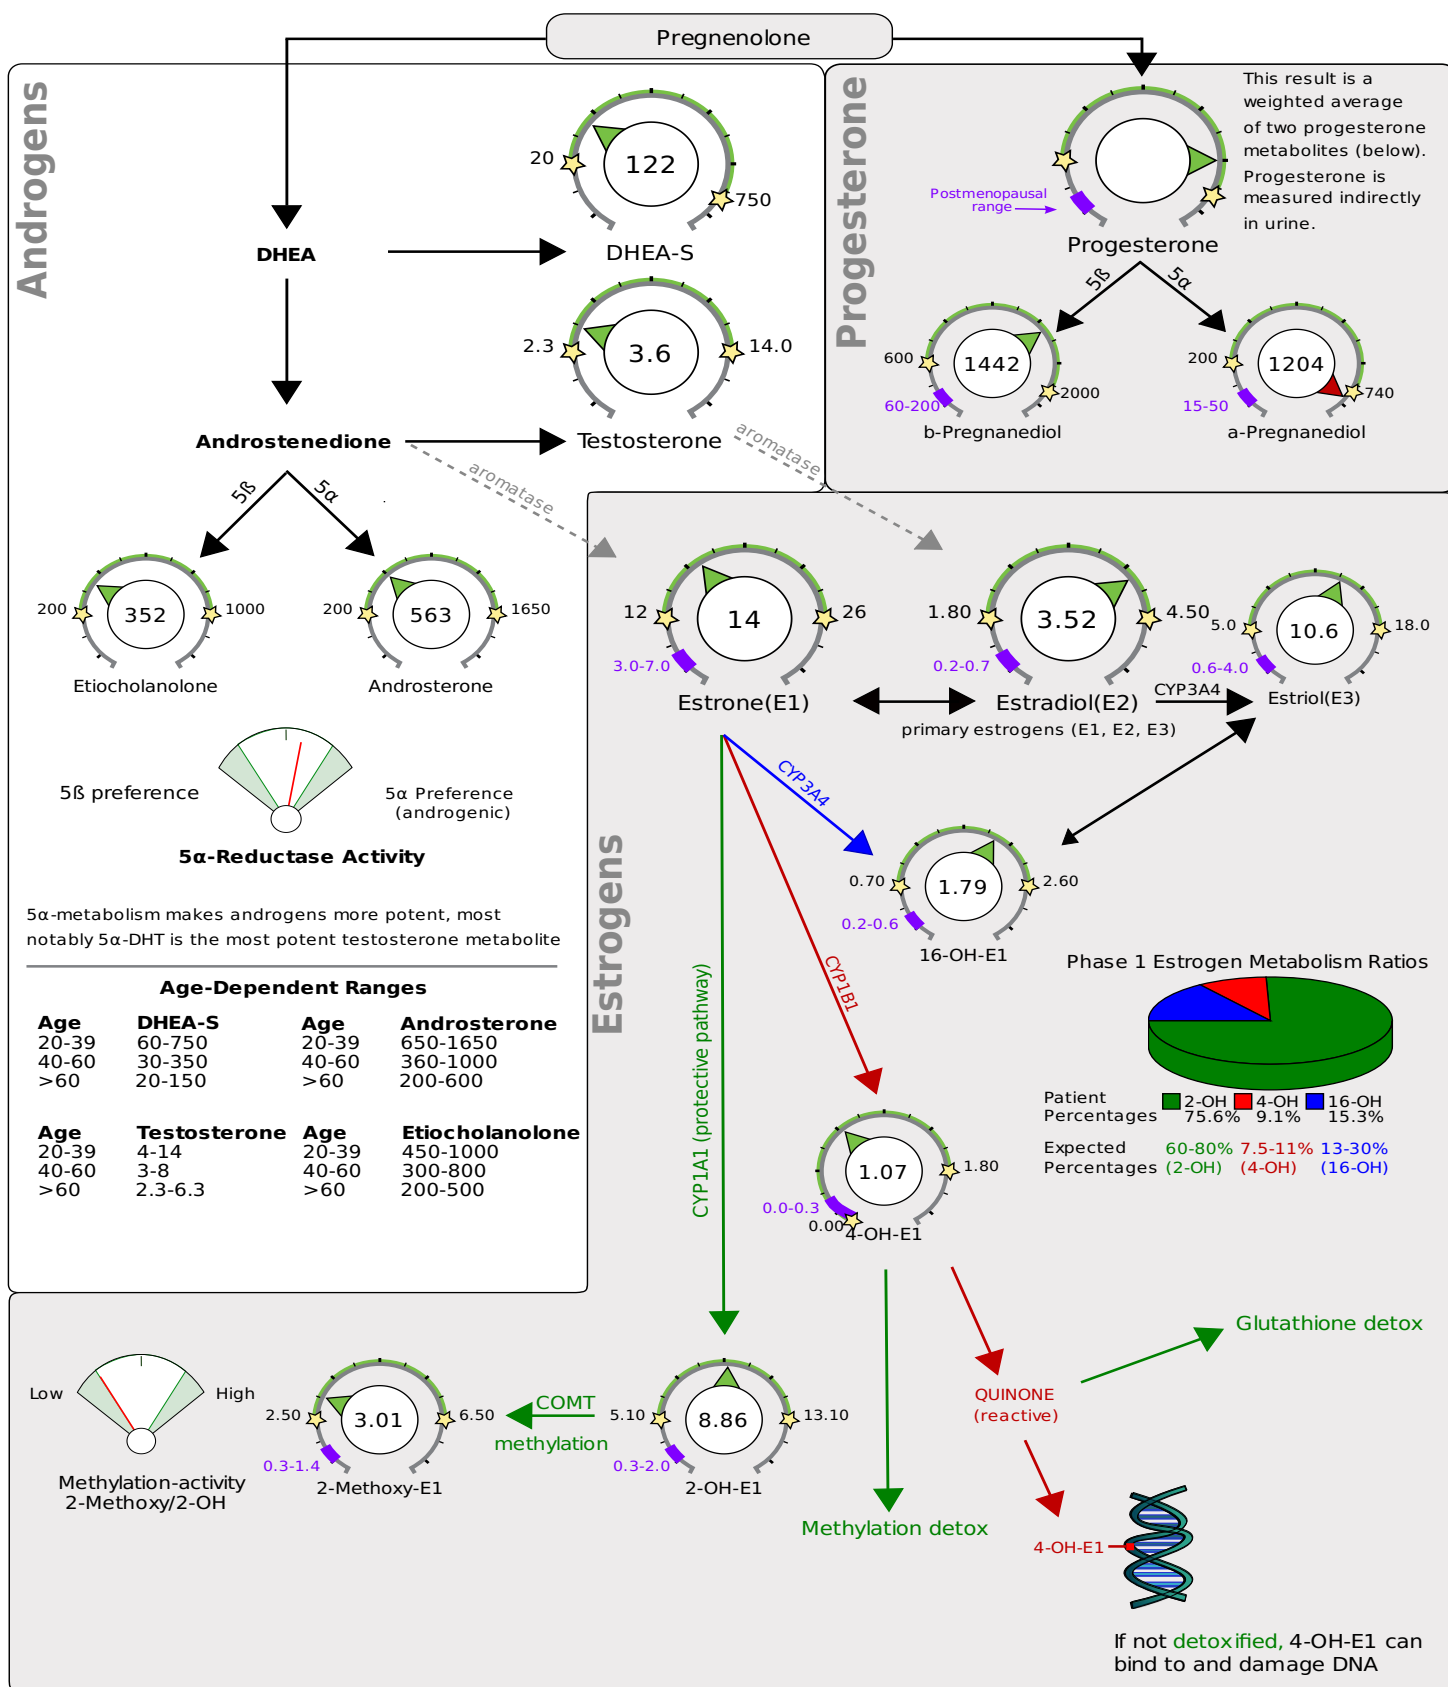 Pregnenolone
Androgens
20
122
750
DHEA-S
DHEA
2.3
3.6
14.0
Testosterone
Androstenedione
aromatase
aromatase
5ß
5α
200
352
1000
Etiocholanolone
200
563
1650
Androsterone
5ß preference
5α Preference
(androgenic)
5α-Reductase Activity
5α-metabolism makes androgens more potent, most
notably 5α-DHT is the most potent testosterone metabolite
Age-Dependent Ranges
Age DHEA-S Age Androsterone
20-39 60-750 20-39 650-1650
40-60 30-350 40-60 360-1000
>60 20-150 >60 200-600
Age Testosterone Age Etiocholanolone
20-39 4-14 20-39 450-1000
40-60 3-8 40-60 300-800
>60 2.3-6.3 >60 200-500
Progesterone
This result is a
weighted average
of two progesterone
metabolites (below).
Progesterone is
measured indirectly
in urine.
Postmenopausal
range
Progesterone
5ß
5α
600
1442
2000
60-200
b-Pregnanediol
200
1204
740
15-50
a-Pregnanediol
Estrogens
12
14
26
3.0-7.0
Estrone(E1)
1.80
3.52
4.50
0.2-0.7
Estradiol(E2)
5.0
10.6
18.0
0.6-4.0
Estriol(E3)
CYP3A4
primary estrogens (E1, E2, E3)
CYP3A4
0.70
1.79
2.60
0.2-0.6
16-OH-E1
CYP1B1
CYP1A1 (protective pathway)
Phase 1 Estrogen Metabolism Ratios
Patient 2-OH 4-OH 16-OH
Percentages 75.6% 9.1% 15.3%
Expected 60-80% 7.5-11% 13-30%
Percentages (2-OH) (4-OH) (16-OH)
1.07
1.80
0.0-0.3
0.00
4-OH-E1
Low
High
Methylation-activity
2-Methoxy/2-OH
2.50
3.01
6.50
0.3-1.4
2-Methoxy-E1
COMT
methylation
5.10
8.86
13.10
0.3-2.0
2-OH-E1
Methylation detox
QUINONE
(reactive)
Glutathione detox
4-OH-E1
If not detoxified, 4-OH-E1 can
bind to and damage DNA